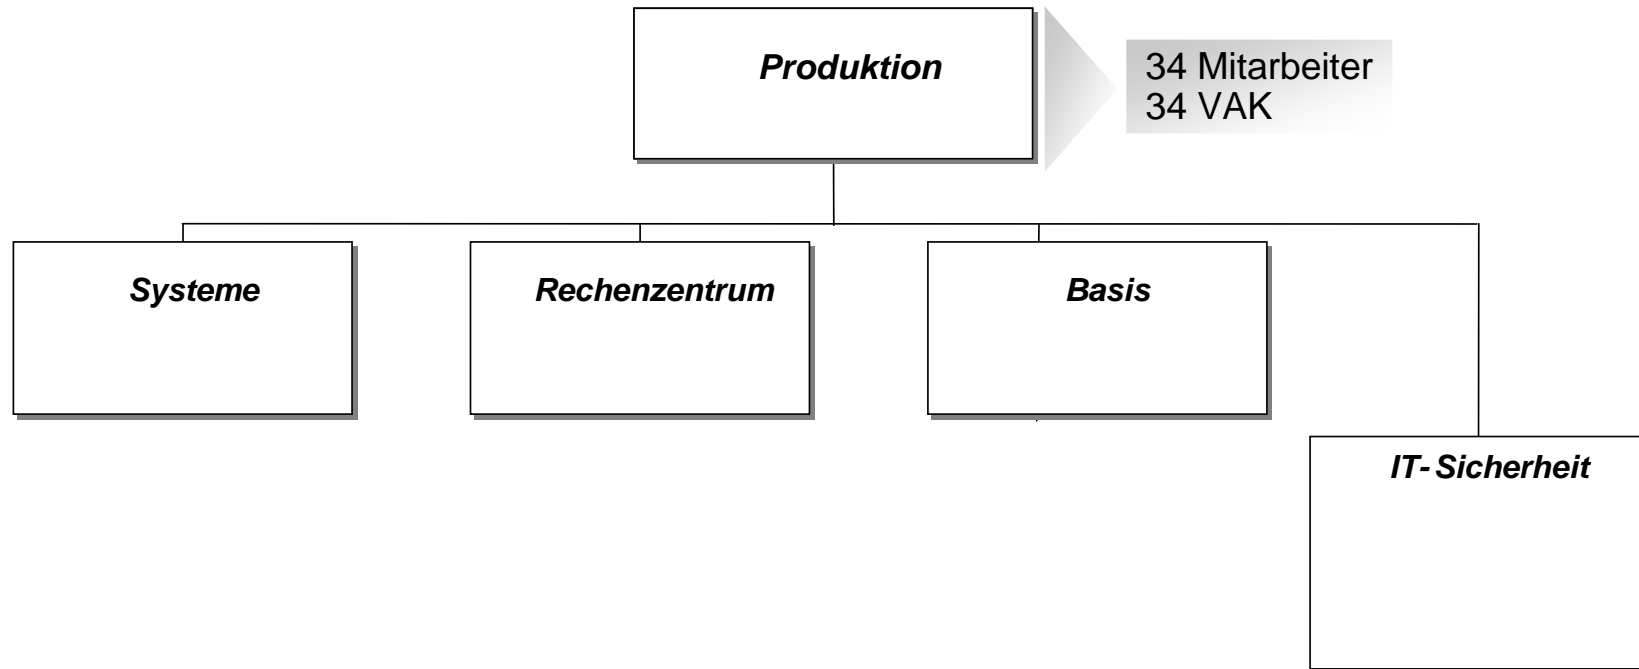 Produktion
34 Mitarbeiter
34 VAK
Systeme
Rechenzentrum
Basis
IT-Sicherheit